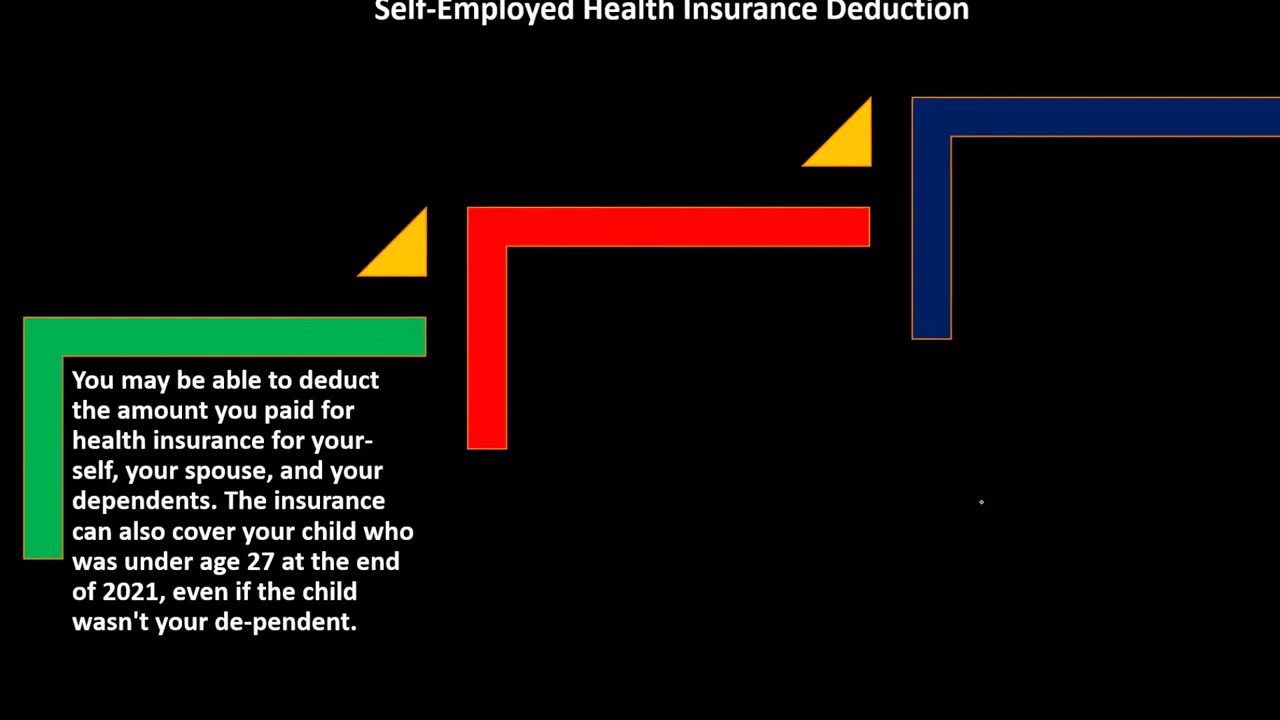 Self-Employed Health Insurance Deduction
You may be able to deduct
the amount you paid for
health insurance for your-
self, your spouse, and your
dependents. The insurance
can also cover your child who
was under age 27 at the end
of 2021, even if the child
wasn't your de-pendent.